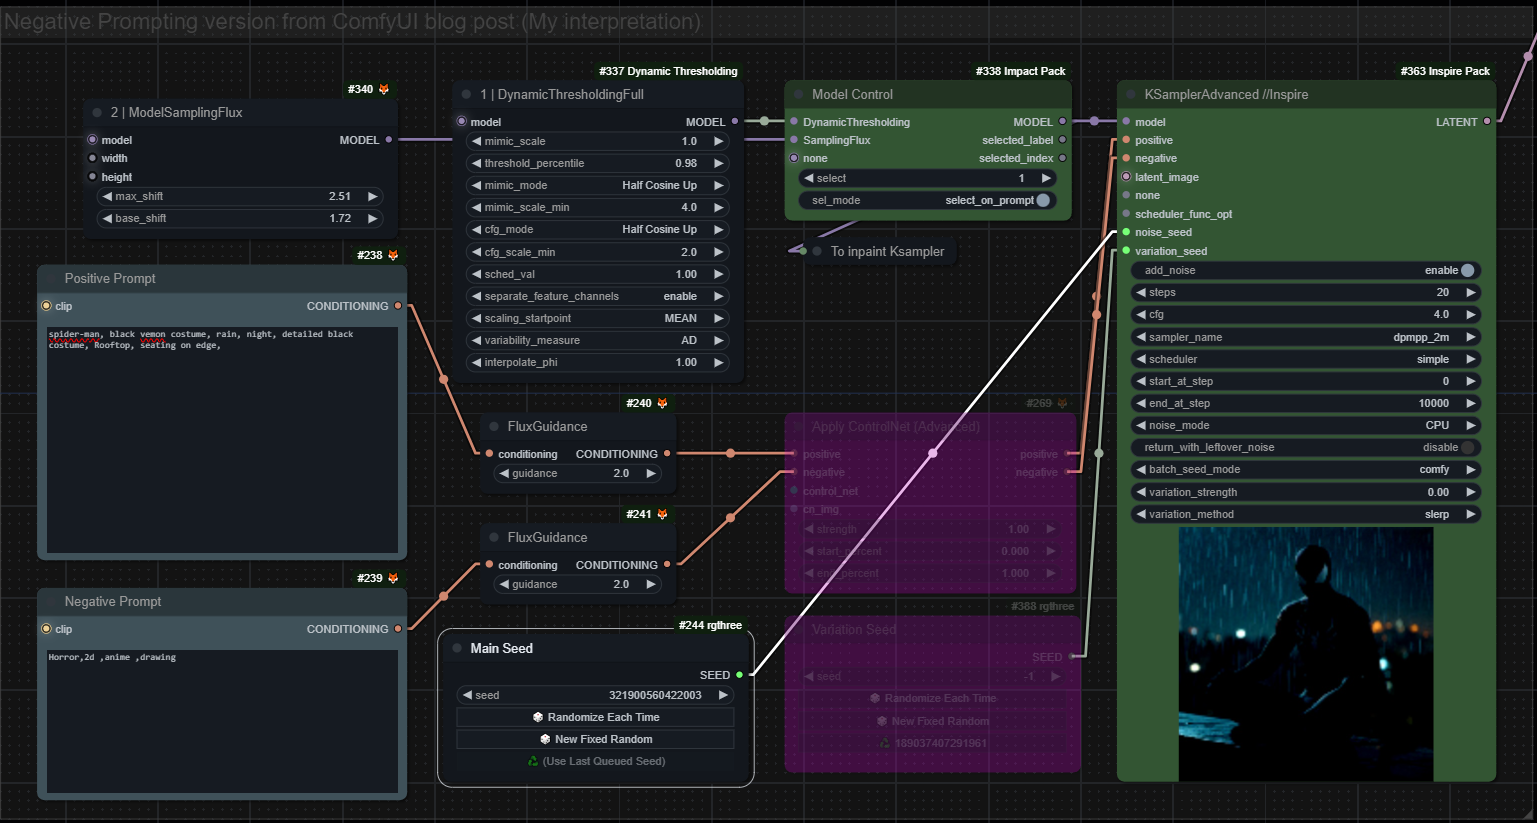 Negative Prompting version from ComfyUI blog post (My interpretation)
#340
2 | ModelSamplingFlux
model MODEL
width
height
max_shift 2.51
base_shift 1.72
#337 Dynamic Thresholding
1 | DynamicThresholdingFull
model MODEL
mimic_scale 1.0
threshold_percentile 0.98
mimic_mode Half Cosine Up
mimic_scale_min 4.0
cfg_mode Half Cosine Up
cfg_scale_min 2.0
sched_val 1.00
separate_feature_channels enable
scaling_startpoint MEAN
variability_measure AD
interpolate_phi 1.00
#338 Impact Pack
Model Control
DynamicThresholding MODEL
SamplingFlux selected_label
none selected_index
select 1
sel_mode select_on_prompt
To inpaint Ksampler
#363 Inspire Pack
KSamplerAdvanced //Inspire
model LATENT
positive
negative
latent_image
none
scheduler_func_opt
noise_seed
variation_seed
add_noise enable
steps 20
cfg 4.0
sampler_name dpmpp_2m
scheduler simple
start_at_step 0
end_at_step 10000
noise_mode CPU
return_with_leftover_noise disable
batch_seed_mode comfy
variation_strength 0.00
variation_method slerp
#238
Positive Prompt
clip CONDITIONING
spider-man, black vemon costume, rain, night, detailed black
costume, Rooftop, seating on edge,
#239
Negative Prompt
clip CONDITIONING
Horror,2d ,anime ,drawing
#240
FluxGuidance
conditioning CONDITIONING
guidance 2.0
#241
FluxGuidance
conditioning CONDITIONING
guidance 2.0
#244 rgthree
Main Seed
SEED
seed 321900560422003
Randomize Each Time
New Fixed Random
(Use Last Queued Seed)
#269
Apply ControlNet (Advanced)
positive positive
negative negative
control_net
cn_img
strength 1.00
start_percent 0.000
end_percent 1.000
#388 rgthree
Variation Seed
SEED
seed -1
Randomize Each Time
New Fixed Random
189037407291961